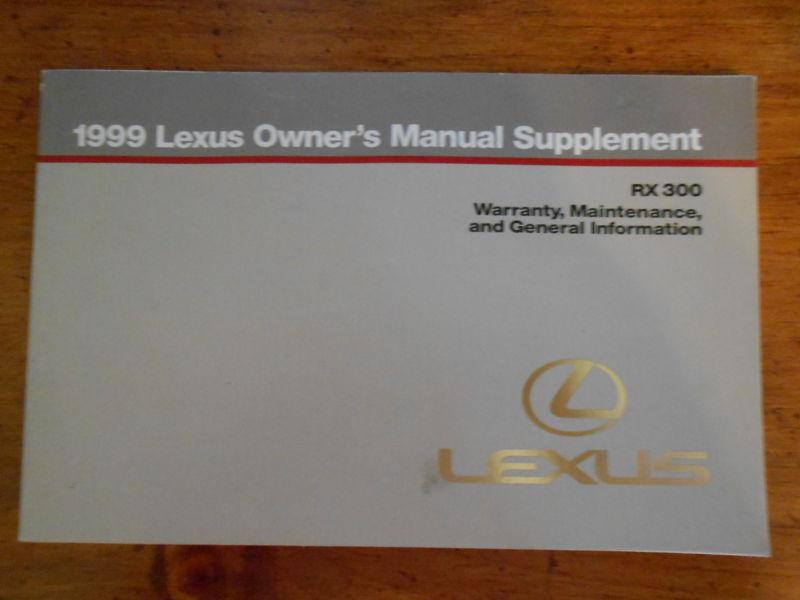 1999 Lexus Owner's Manual Supplement
RX 300
Warranty, Maintenance,
and General Information
LEXUS